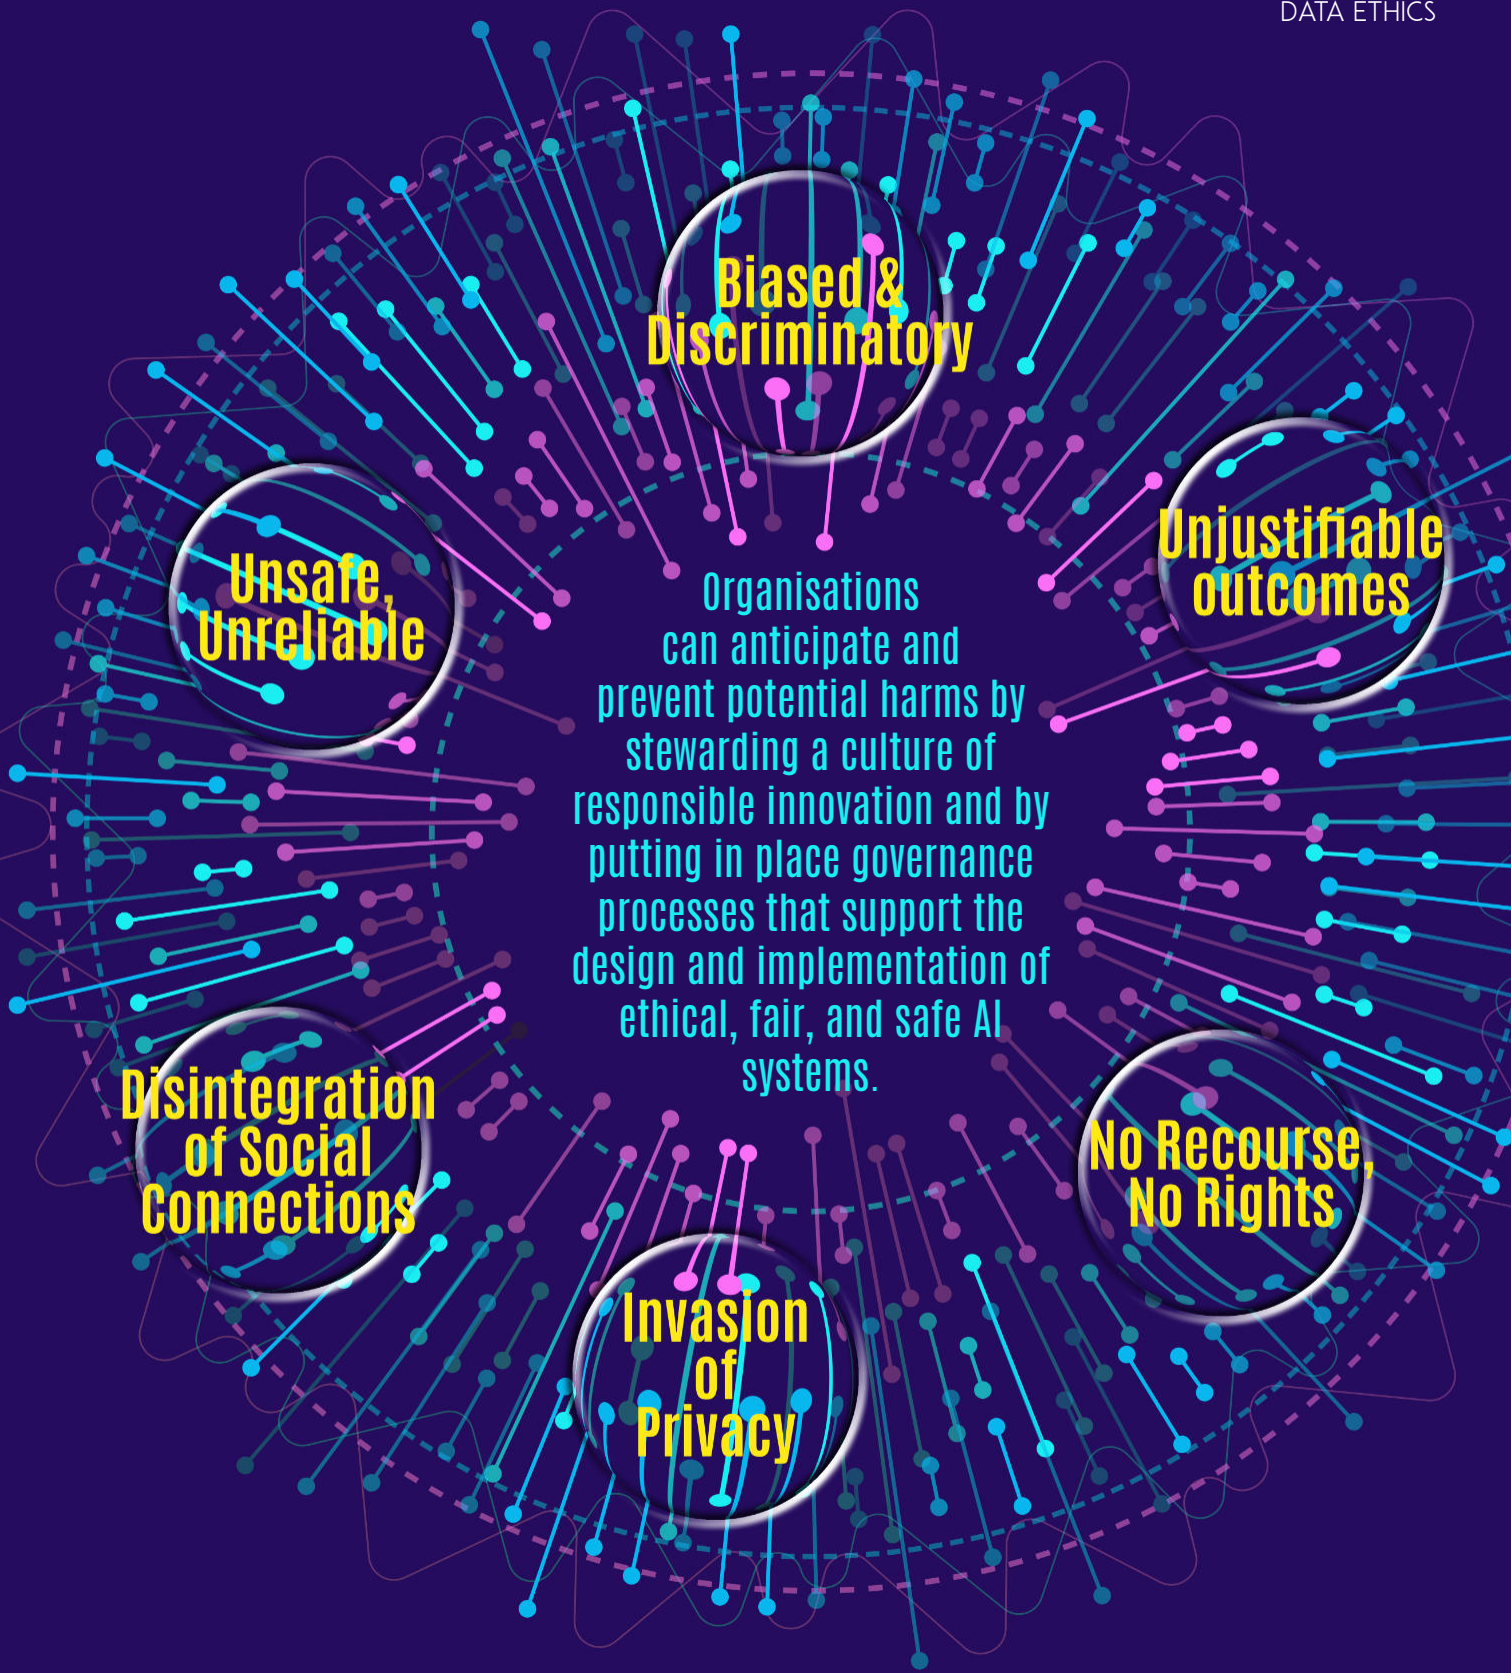 DATA ETHICS
Biased &
Discriminatory
Unjustifiable
outcomes
Unsafe,
Unreliable
Organisations
can anticipate and
prevent potential harms by
stewarding a culture of
responsible innovation and by
putting in place governance
processes that support the
design and implementation of
ethical, fair, and safe AI
systems.
Disintegration
of Social
Connections
No Recourse,
No Rights
Invasion
of
Privacy